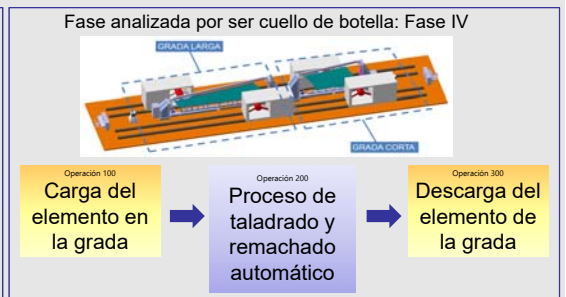 Fase analizada por ser cuello de botella: Fase IV
GRADA LARGA
GRADA CORTA
Operación 100
Carga del
elemento en
la grada
Operación 200
Proceso de
taladrado y
remachado
automático
Operación 300
Descarga del
elemento de
la grada